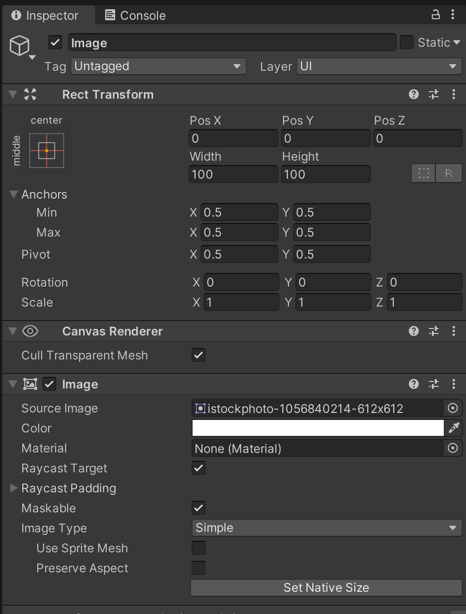 Inspector Console
Image Static
Tag Untagged Layer UI
Rect Transform
center
middle
Pos X Pos Y Pos Z
0 0 0
Width Height
100 100 R
Anchors
Min X 0.5 Y 0.5
Max X 0.5 Y 0.5
Pivot X 0.5 Y 0.5
Rotation X 0 Y 0 Z 0
Scale X 1 Y 1 Z 1
Canvas Renderer
Cull Transparent Mesh
Image
Source Image istockphoto-1056840214-612x612
Color
Material None (Material)
Raycast Target
Raycast Padding
Maskable
Image Type Simple
Use Sprite Mesh
Preserve Aspect
Set Native Size